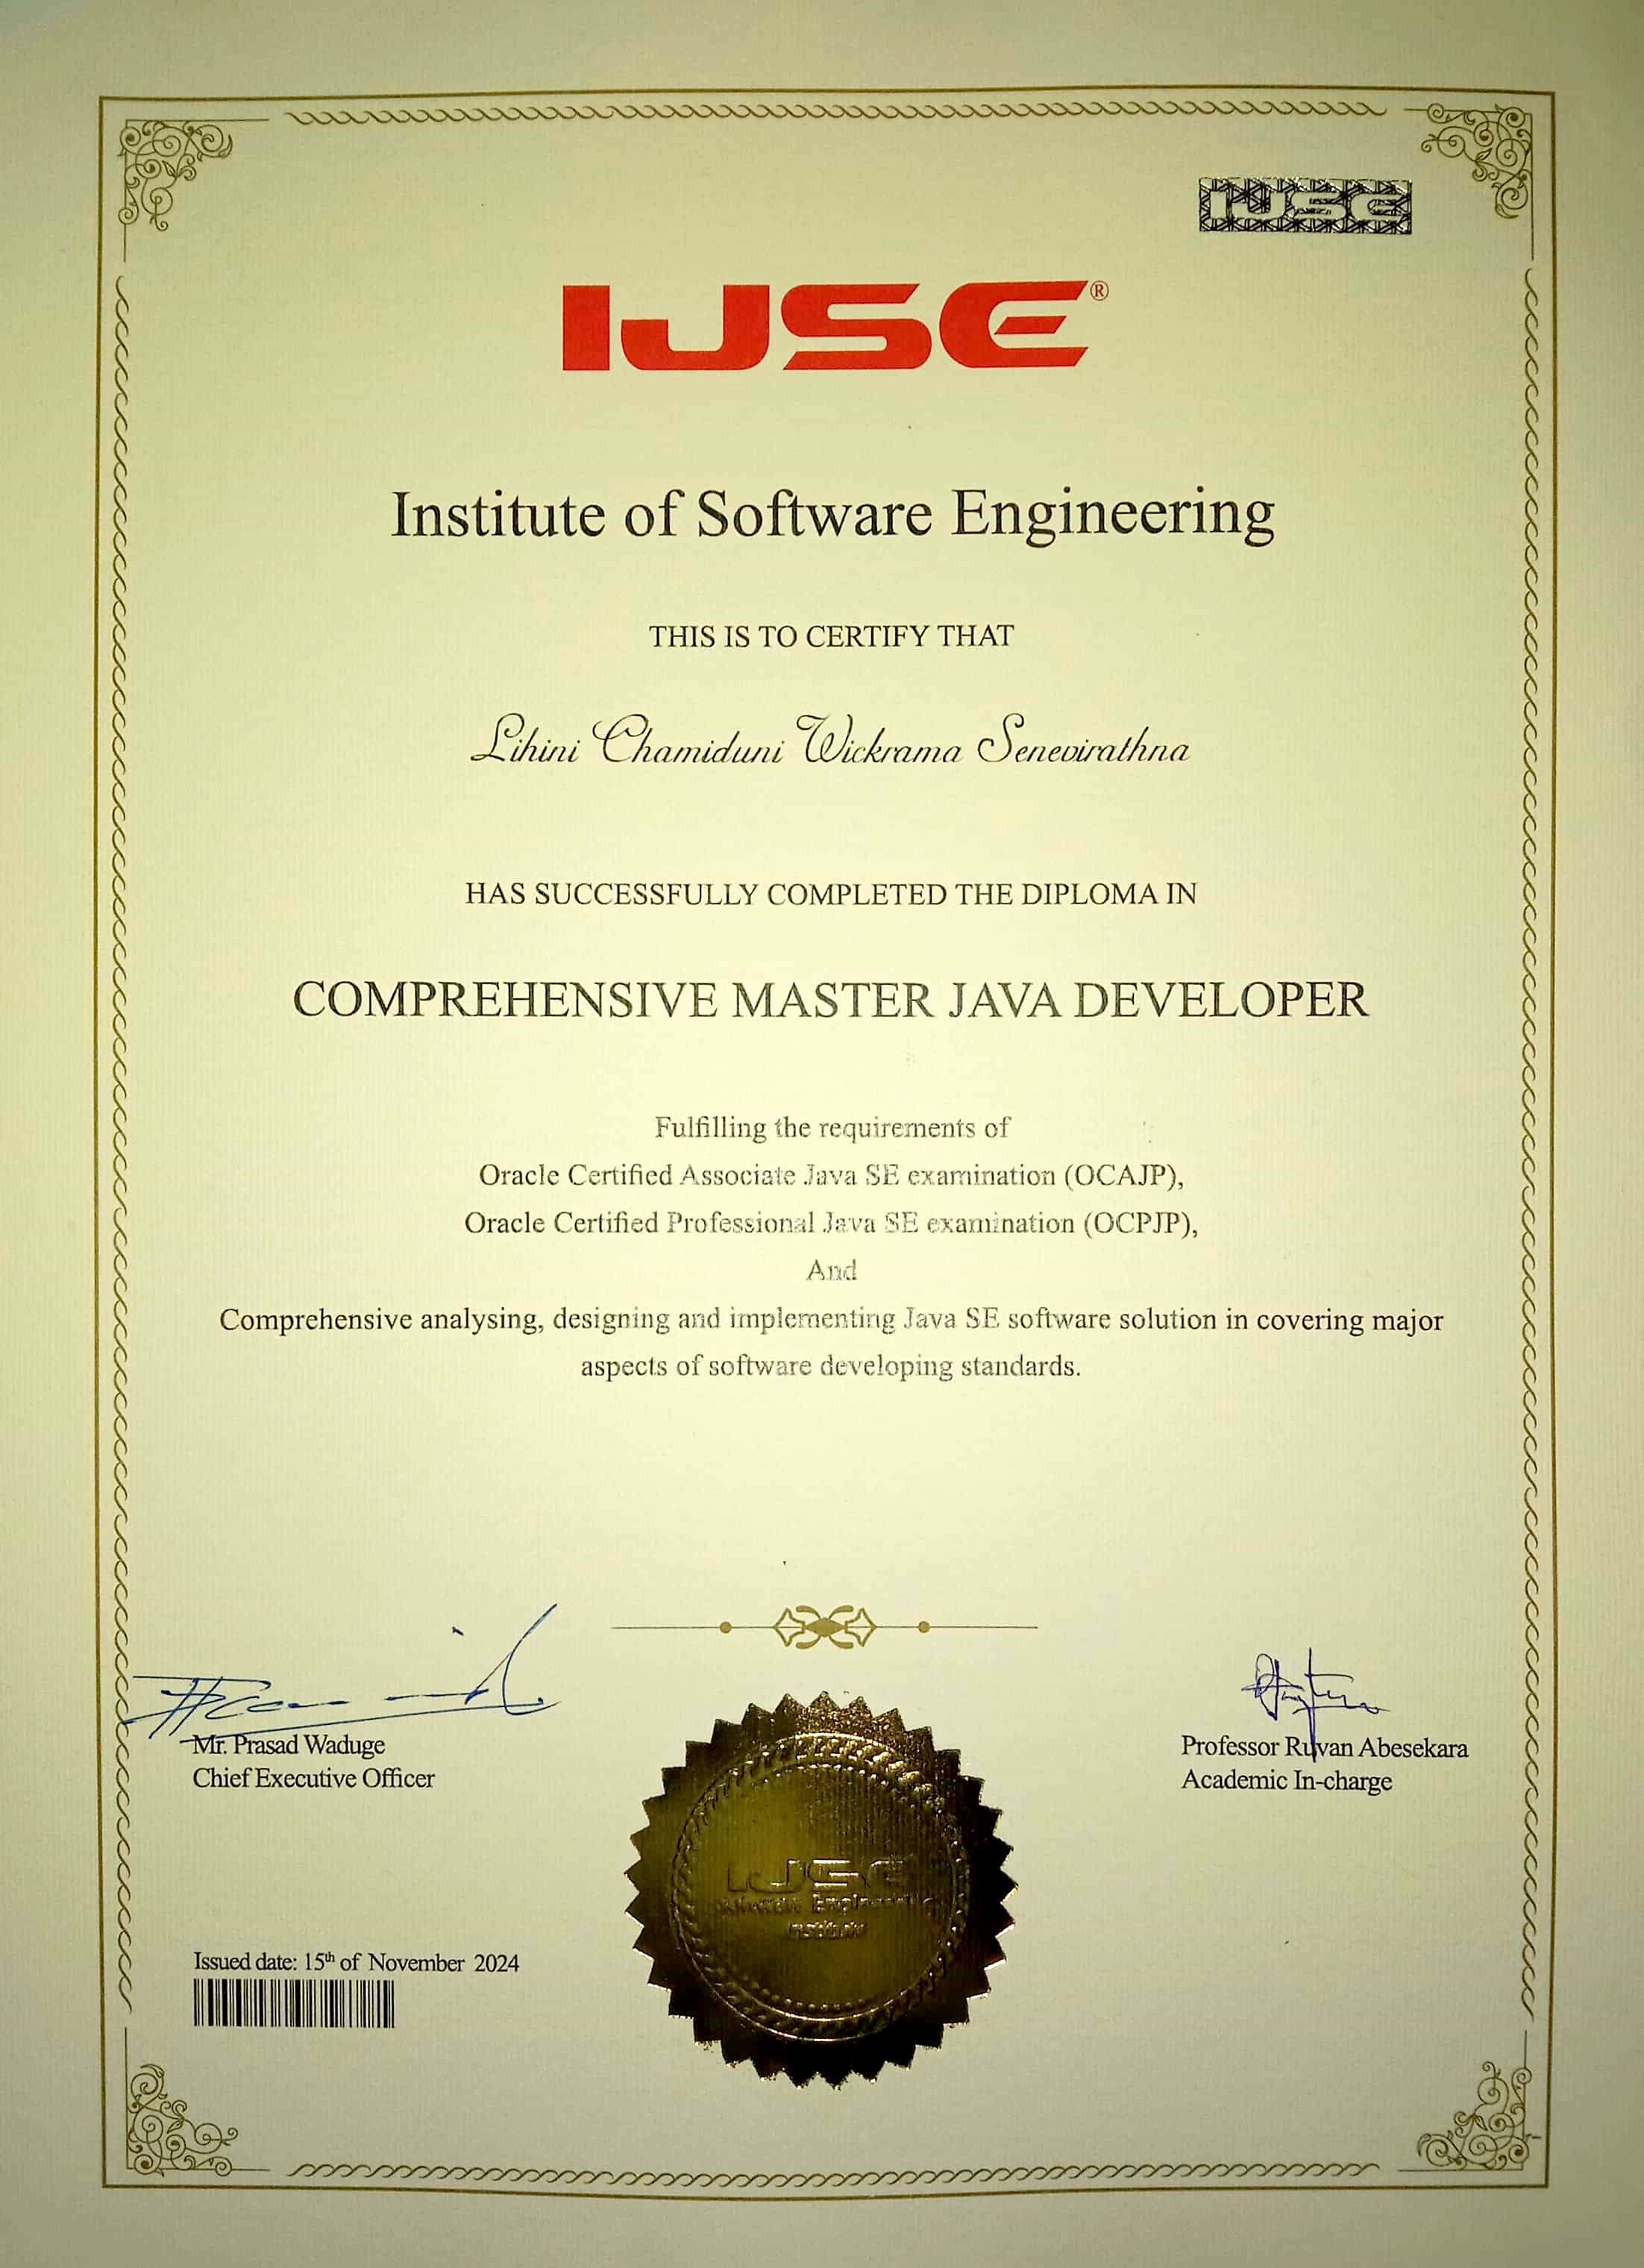 IJSE
IJSE®
Institute of Software Engineering
THIS IS TO CERTIFY THAT
Lihini Chamiduni Wickrama Senevirathna
HAS SUCCESSFULLY COMPLETED THE DIPLOMA IN
COMPREHENSIVE MASTER JAVA DEVELOPER
Fulfilling the requirements of
Oracle Certified Associate Java SE examination (OCAJP),
Oracle Certified Professional Java SE examination (OCPJP),
And
Comprehensive analysing, designing and implementing Java SE software solution in covering major
aspects of software developing standards.
Mr. Prasad Waduge
Chief Executive Officer
Professor Ruvan Abesekara
Academic In-charge
IJSE
Engineering
Institute
Issued date: 15th of November 2024